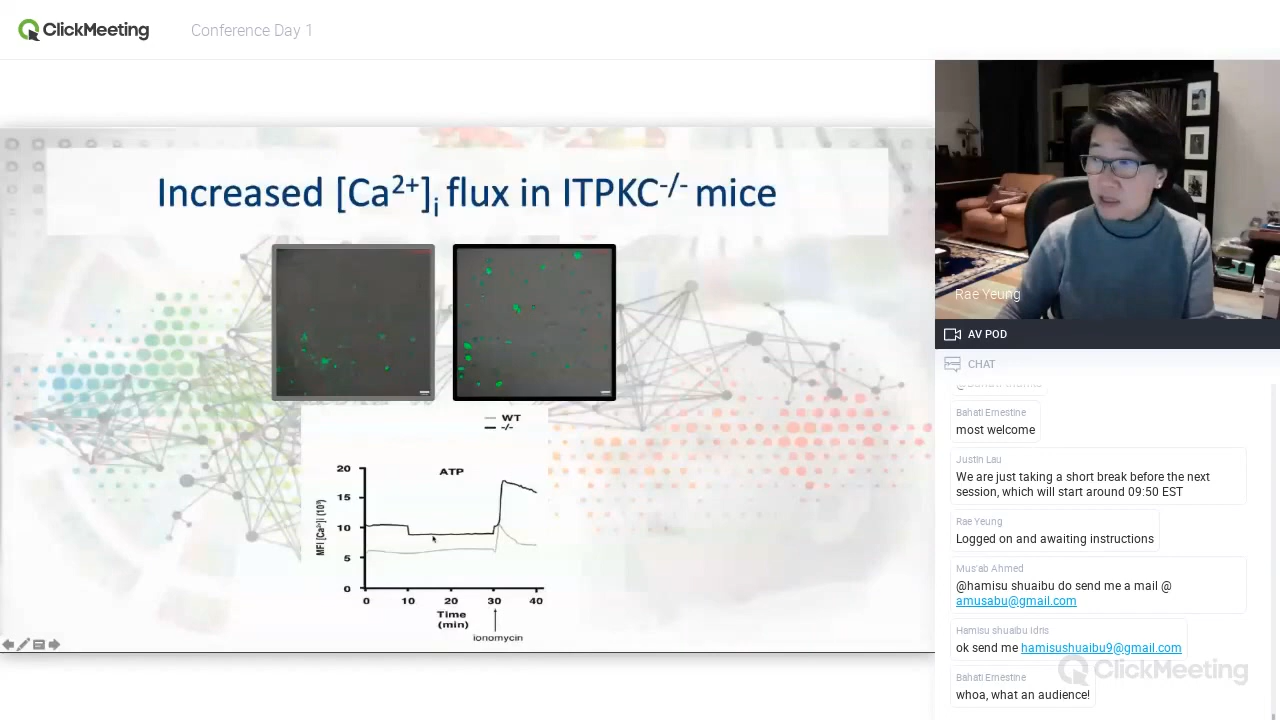 ClickMeeting
Conference Day 1
Increased [Ca²⁺]ᵢ flux in ITPKC⁻/⁻ mice
WT
-/-
ATP
20
15
10
5
0
MFI [Ca²⁺]i (10⁶)
0 10 20 30 40
Time
(min)
ionomycin
Rae Yeung
AV POD
CHAT
Bahati Ernestine
most welcome
Justin Lau
We are just taking a short break before the next
session, which will start around 09:50 EST
Rae Yeung
Logged on and awaiting instructions
Mus'ab Ahmed
@hamisu shuaibu do send me a mail @
amusabu@gmail.com
Hamisu shuaibu Idris
ok send me hamisushuaibu9@gmail.com
Bahati Ernestine
whoa, what an audience!
ClickMeeting